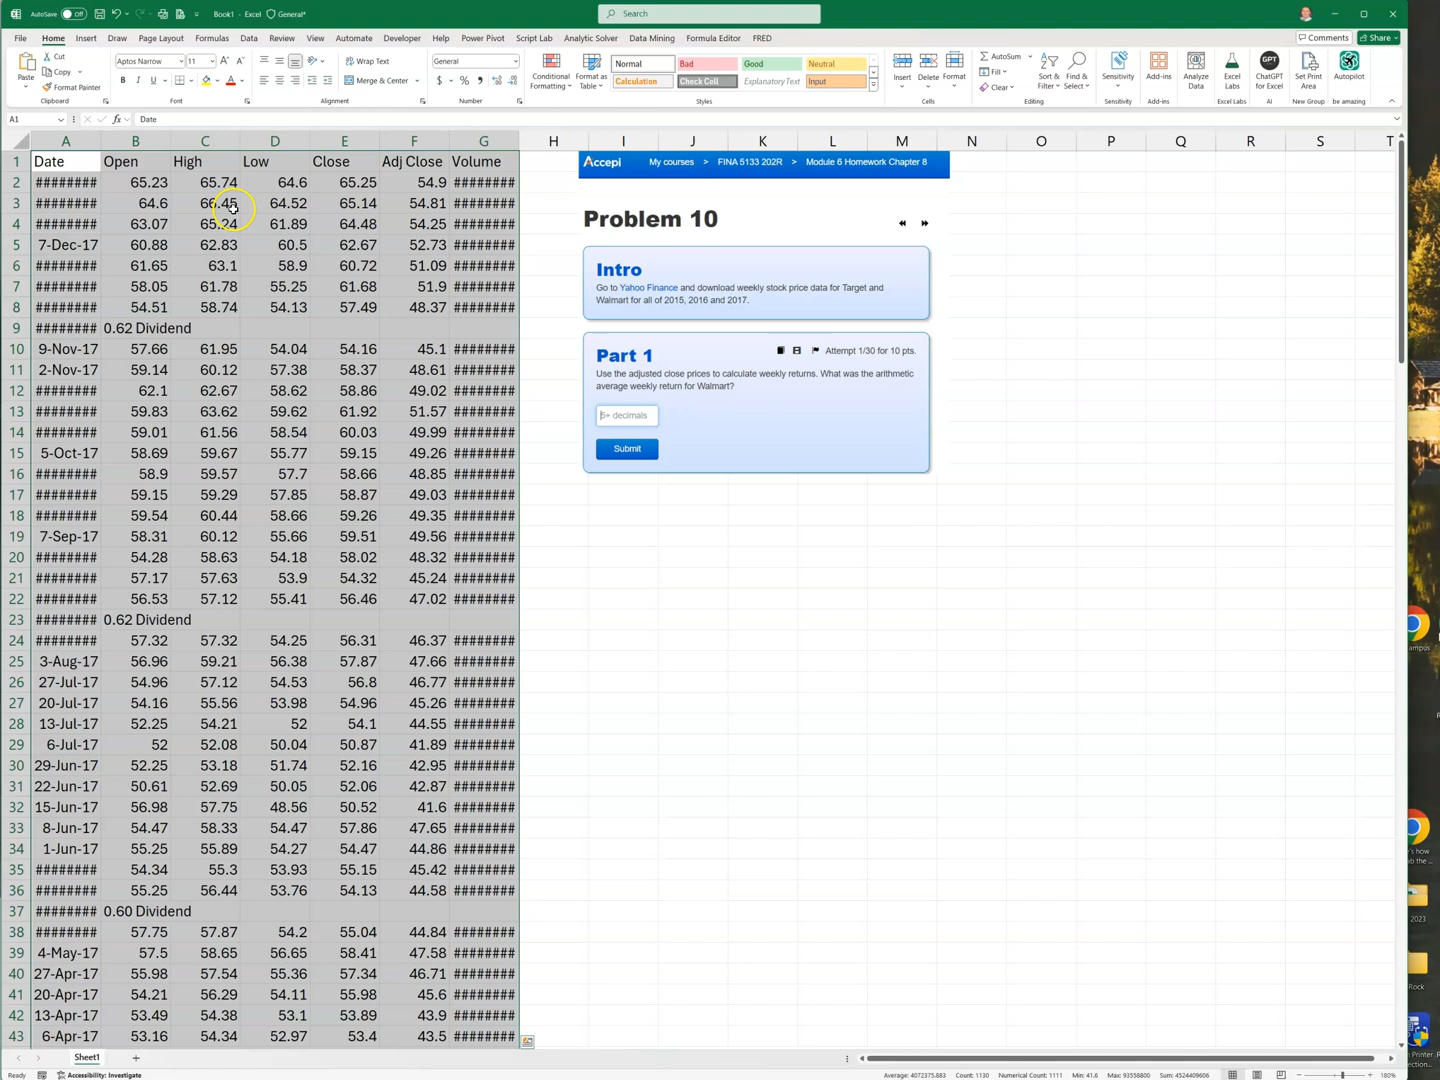 AutoSave Off Book1 - Excel General* Search
File Home Insert Draw Page Layout Formulas Data Review View Automate Developer Help Power Pivot Script Lab Analytic Solver Data Mining Formula Editor FRED Comments Share
Paste Cut Copy Format Painter Clipboard
Aptos Narrow 11 B I U Font
Wrap Text Merge & Center Alignment
General $ % Number
Conditional Formatting Format as Table
Normal Bad Good Neutral
Calculation Check Cell Explanatory Text Input
Styles
Insert Delete Format Cells
AutoSum Fill Clear Sort & Filter Find & Select Editing
Sensitivity Sensitivity
Add-ins Add-ins
Analyze Data
Excel Labs Excel Labs
ChatGPT for Excel AI
Set Print Area New Group
Autopilot be amazing
A1 fx Date
A B C D E F G H I J K L M N O P Q R S T
1 Date Open High Low Close Adj Close Volume
2 ######## 65.23 65.74 64.6 65.25 54.9 ########
3 ######## 64.6 66.45 64.52 65.14 54.81 ########
4 ######## 63.07 65.24 61.89 64.48 54.25 ########
5 7-Dec-17 60.88 62.83 60.5 62.67 52.73 ########
6 ######## 61.65 63.1 58.9 60.72 51.09 ########
7 ######## 58.05 61.78 55.25 61.68 51.9 ########
8 ######## 54.51 58.74 54.13 57.49 48.37 ########
9 ######## 0.62 Dividend
10 9-Nov-17 57.66 61.95 54.04 54.16 45.1 ########
11 2-Nov-17 59.14 60.12 57.38 58.37 48.61 ########
12 ######## 62.1 62.67 58.62 58.86 49.02 ########
13 ######## 59.83 63.62 59.62 61.92 51.57 ########
14 ######## 59.01 61.56 58.54 60.03 49.99 ########
15 5-Oct-17 58.69 59.67 55.77 59.15 49.26 ########
16 ######## 58.9 59.57 57.7 58.66 48.85 ########
17 ######## 59.15 59.29 57.85 58.87 49.03 ########
18 ######## 59.54 60.44 58.66 59.26 49.35 ########
19 7-Sep-17 58.31 60.12 55.66 59.51 49.56 ########
20 ######## 54.28 58.63 54.18 58.02 48.32 ########
21 ######## 57.17 57.63 53.9 54.32 45.24 ########
22 ######## 56.53 57.12 55.41 56.46 47.02 ########
23 ######## 0.62 Dividend
24 ######## 57.32 57.32 54.25 56.31 46.37 ########
25 3-Aug-17 56.96 59.21 56.38 57.87 47.66 ########
26 27-Jul-17 54.96 57.12 54.53 56.8 46.77 ########
27 20-Jul-17 54.16 55.56 53.98 54.96 45.26 ########
28 13-Jul-17 52.25 54.21 52 54.1 44.55 ########
29 6-Jul-17 52 52.08 50.04 50.87 41.89 ########
30 29-Jun-17 52.25 53.18 51.74 52.16 42.95 ########
31 22-Jun-17 50.61 52.69 50.05 52.06 42.87 ########
32 15-Jun-17 56.98 57.75 48.56 50.52 41.6 ########
33 8-Jun-17 54.47 58.33 54.47 57.86 47.65 ########
34 1-Jun-17 55.25 55.89 54.27 54.47 44.86 ########
35 ######## 54.34 55.3 53.93 55.15 45.42 ########
36 ######## 55.25 56.44 53.76 54.13 44.58 ########
37 ######## 0.60 Dividend
38 ######## 57.75 57.87 54.2 55.04 44.84 ########
39 4-May-17 57.5 58.65 56.65 58.41 47.58 ########
40 27-Apr-17 55.98 57.54 55.36 57.34 46.71 ########
41 20-Apr-17 54.21 56.29 54.11 55.98 45.6 ########
42 13-Apr-17 53.49 54.38 53.1 53.89 43.9 ########
43 6-Apr-17 53.16 54.34 52.97 53.4 43.5 ########
Accepi My courses > FINA 5133 202R > Module 6 Homework Chapter 8
Problem 10
Intro
Go to Yahoo Finance and download weekly stock price data for Target and
Walmart for all of 2015, 2016 and 2017.
Part 1 Attempt 1/30 for 10 pts.
Use the adjusted close prices to calculate weekly returns. What was the arithmetic
average weekly return for Walmart?
5+ decimals
Submit
2023
Rock
Sheet1 +
Ready Accessibility: Investigate Average: 4072375.883 Count: 1130 Numerical Count: 1111 Min: 41.6 Max: 93558800 Sum: 4524409606 180%